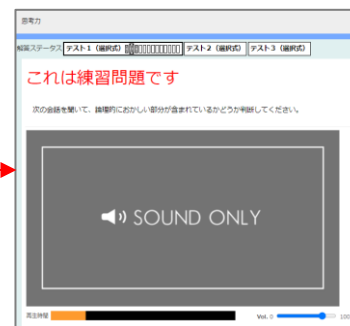 思考力
解答ステータス テスト1（選択式） テスト2（選択式） テスト3（選択式）
これは練習問題です
次の会話を聞いて、論理的におかしい部分が含まれているかどうか判断してください。
SOUND ONLY
再生時間 Vol. 0 100